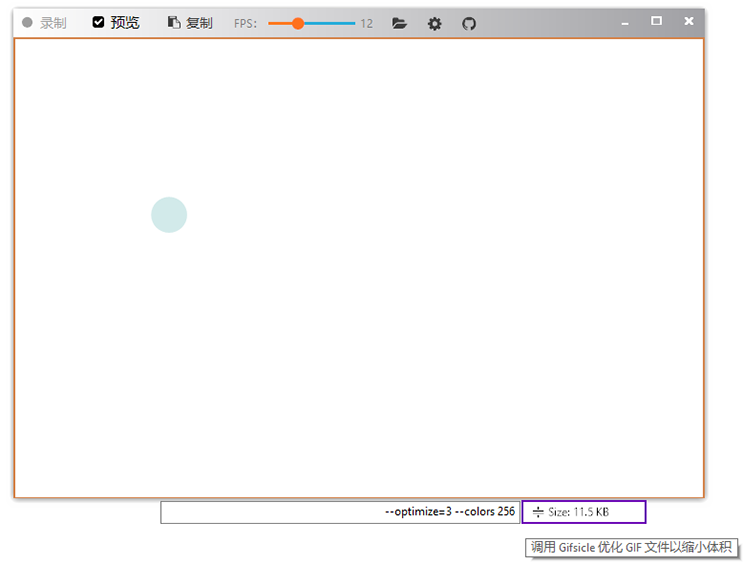 录制 预览 复制 FPS: 12
--optimize=3 --colors 256 Size: 11.5 KB
调用 Gifsicle 优化 GIF 文件以缩小体积